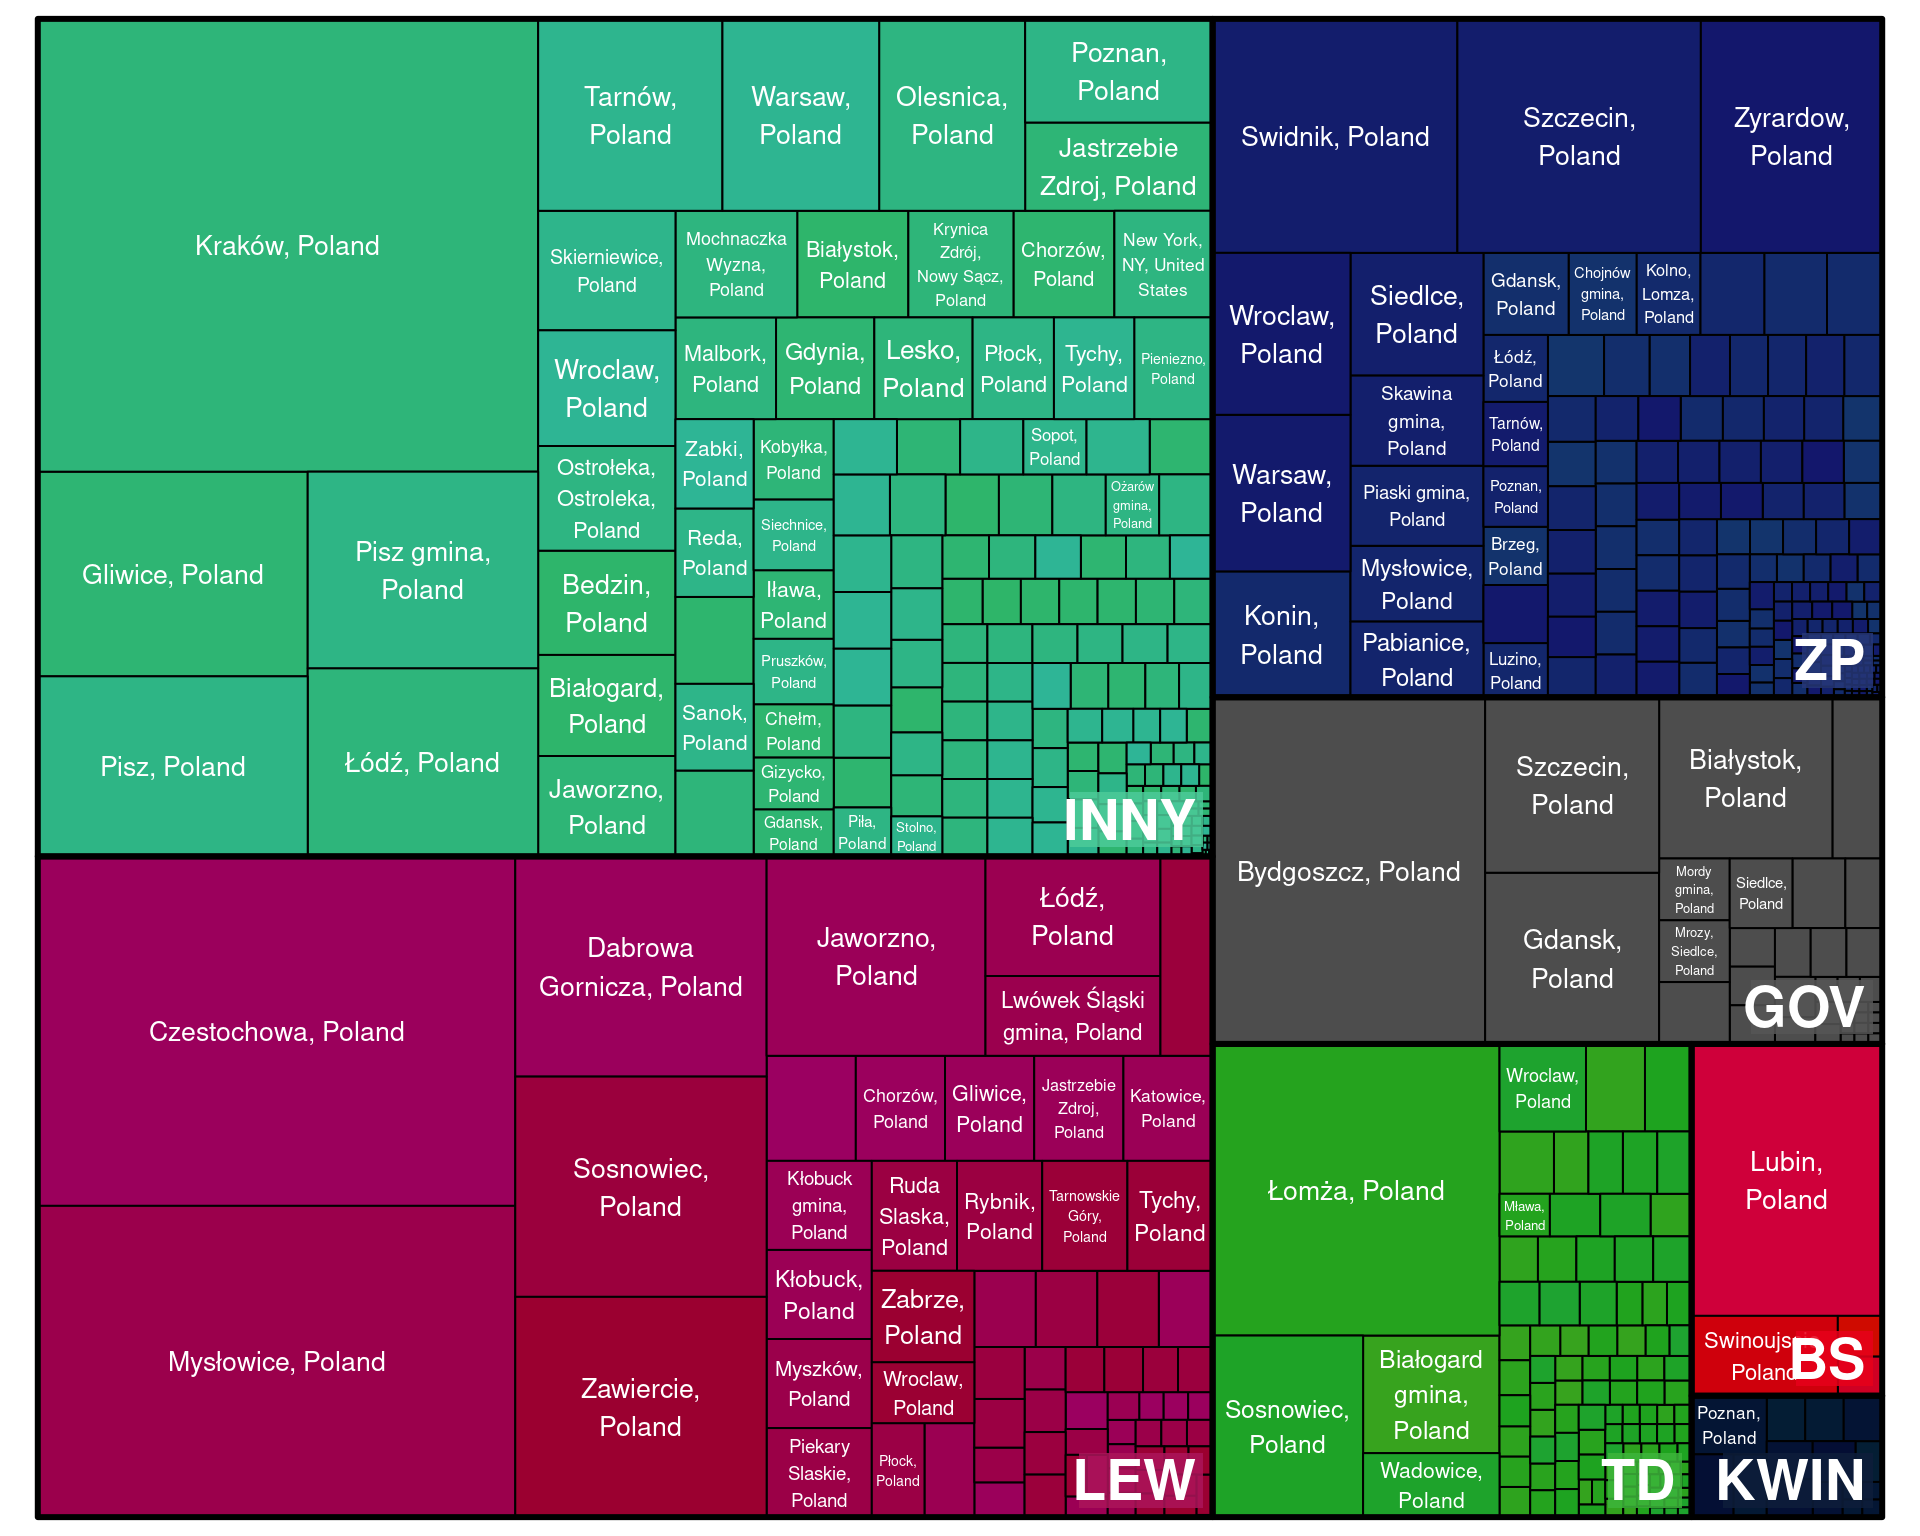 Kraków, Poland
Gliwice, Poland
Pisz gmina,
Poland
Pisz, Poland
Łódź, Poland
Tarnów,
Poland
Warsaw,
Poland
Olesnica,
Poland
Poznan,
Poland
Jastrzebie
Zdroj, Poland
Skierniewice,
Poland
Wroclaw,
Poland
Ostrołeka,
Ostroleka,
Poland
Bedzin,
Poland
Białogard,
Poland
Jaworzno,
Poland
Mochnaczka
Wyzna,
Poland
Białystok,
Poland
Krynica
Zdrój,
Nowy Sącz,
Poland
Chorzów,
Poland
New York,
NY, United
States
Malbork,
Poland
Gdynia,
Poland
Lesko,
Poland
Płock,
Poland
Tychy,
Poland
Pieniezno,
Poland
Zabki,
Poland
Reda,
Poland
Sanok,
Poland
Kobyłka,
Poland
Siechnice,
Poland
Iława,
Poland
Pruszków,
Poland
Chełm,
Poland
Gizycko,
Poland
Gdansk,
Poland
Sopot,
Poland
Ożarów
gmina,
Poland
Piła,
Poland
Stolno,
Poland
INNY
Swidnik, Poland
Szczecin,
Poland
Zyrardow,
Poland
Wroclaw,
Poland
Warsaw,
Poland
Konin,
Poland
Siedlce,
Poland
Skawina
gmina,
Poland
Piaski gmina,
Poland
Mysłowice,
Poland
Pabianice,
Poland
Gdansk,
Poland
Chojnów
gmina,
Poland
Kolno,
Lomza,
Poland
Łódź,
Poland
Tarnów,
Poland
Poznan,
Poland
Brzeg,
Poland
Luzino,
Poland
ZP
Bydgoszcz, Poland
Szczecin,
Poland
Gdansk,
Poland
Białystok,
Poland
Mordy
gmina,
Poland
Mrozy,
Siedlce,
Poland
Siedlce,
Poland
GOV
Czestochowa, Poland
Mysłowice, Poland
Dabrowa
Gornicza, Poland
Sosnowiec,
Poland
Zawiercie,
Poland
Jaworzno,
Poland
Łódź,
Poland
Lwówek Śląski
gmina, Poland
Chorzów,
Poland
Gliwice,
Poland
Jastrzebie
Zdroj,
Poland
Katowice,
Poland
Kłobuck
gmina,
Poland
Kłobuck,
Poland
Myszków,
Poland
Piekary
Slaskie,
Poland
Ruda
Slaska,
Poland
Rybnik,
Poland
Tarnowskie
Góry,
Poland
Tychy,
Poland
Zabrze,
Poland
Wroclaw,
Poland
Płock,
Poland
LEW
Łomża, Poland
Sosnowiec,
Poland
Białogard
gmina,
Poland
Wadowice,
Poland
Wroclaw,
Poland
Mława,
Poland
TD
Lubin,
Poland
Poland
BS
Poznan,
Poland
KWIN